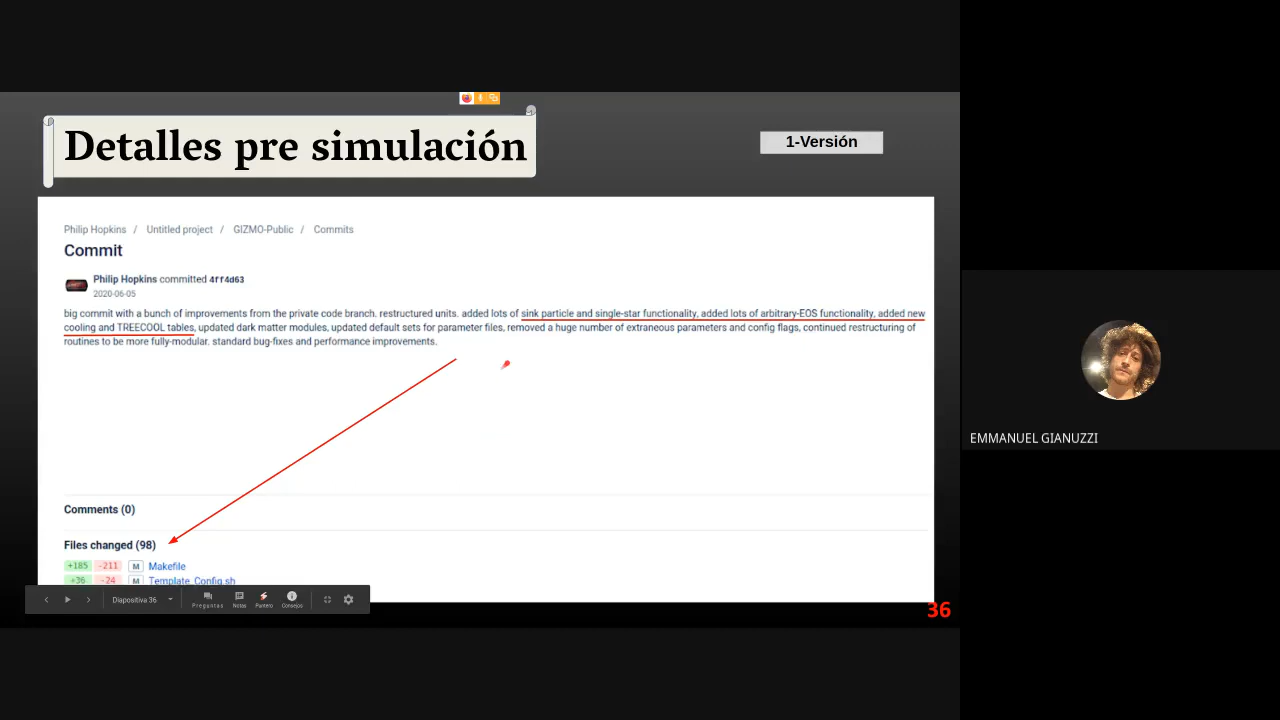 Detalles pre simulación
1-Versión
Philip Hopkins / Untitled project / GIZMO-Public / Commits
Commit
Philip Hopkins committed 4ff4d63
2020-06-05
big commit with a bunch of improvements from the private code branch. restructured units. added lots of sink particle and single-star functionality, added lots of arbitrary-EOS functionality, added new
cooling and TREECOOL tables, updated dark matter modules, updated default sets for parameter files, removed a huge number of extraneous parameters and config flags, continued restructuring of
routines to be more fully-modular. standard bug-fixes and performance improvements.
Comments (0)
Files changed (98)
+185 -211 M Makefile
+36 -24 M Template_Config.sh
Diapositiva 36
Preguntas Notas Puntero Consejos
36
EMMANUEL GIANUZZI